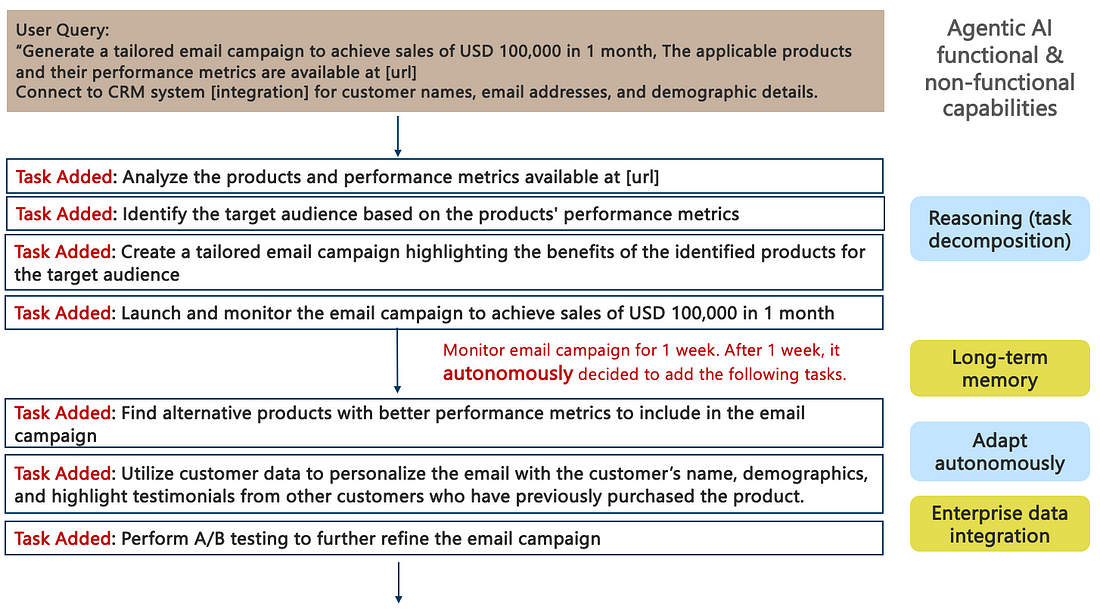 User Query:
“Generate a tailored email campaign to achieve sales of USD 100,000 in 1 month, The applicable products
and their performance metrics are available at [url]
Connect to CRM system [integration] for customer names, email addresses, and demographic details.
Agentic AI
functional &
non-functional
capabilities
Task Added: Analyze the products and performance metrics available at [url]
Task Added: Identify the target audience based on the products' performance metrics
Task Added: Create a tailored email campaign highlighting the benefits of the identified products for
the target audience
Task Added: Launch and monitor the email campaign to achieve sales of USD 100,000 in 1 month
Reasoning (task
decomposition)
Monitor email campaign for 1 week. After 1 week, it
autonomously decided to add the following tasks.
Long-term
memory
Task Added: Find alternative products with better performance metrics to include in the email
campaign
Task Added: Utilize customer data to personalize the email with the customer’s name, demographics,
and highlight testimonials from other customers who have previously purchased the product.
Task Added: Perform A/B testing to further refine the email campaign
Adapt
autonomously
Enterprise data
integration